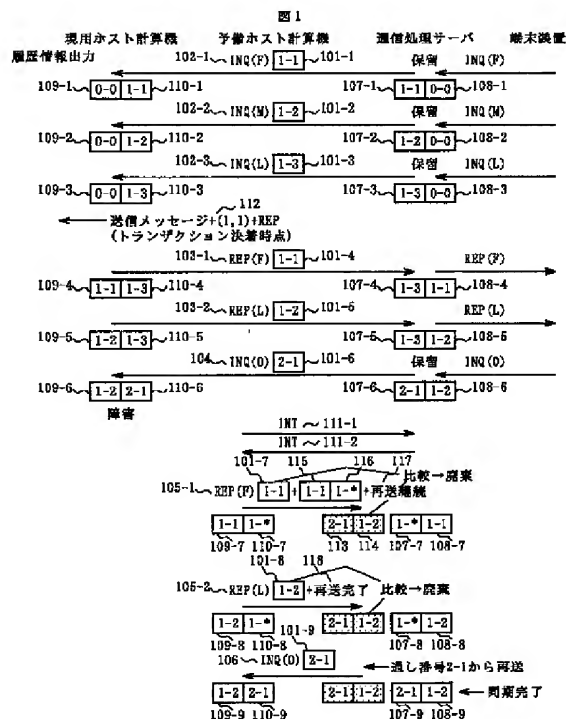 図1
現用ホスト計算機 予備ホスト計算機 通信処理サーバ 端末装置
履歴情報出力 102-1 INQ(F) 1-1 101-1 保留 INQ(F)
109-1 0-0 1-1 110-1 107-1 1-1 0-0 108-1
102-2 INQ(M) 1-2 101-2 保留 INQ(M)
109-2 0-0 1-2 110-2 107-2 1-2 0-0 108-2
102-3 INQ(L) 1-3 101-3 保留 INQ(L)
109-3 0-0 1-3 110-3 107-3 1-3 0-0 108-3
112
送信メッセージ+(1,1)+REP
(トランザクション決着時点)
103-1 REP(F) 1-1 101-4 REP(F)
109-4 1-1 1-3 110-4 107-4 1-3 1-1 108-4
103-2 REP(L) 1-2 101-5 REP(L)
109-5 1-2 1-3 110-5 107-5 1-3 1-2 108-5
104 INQ(O) 2-1 101-6 保留 INQ(O)
109-6 1-2 2-1 110-6 107-6 2-1 1-2 108-6
障害
INT 111-1
INT 111-2
101-7 115 116 117 比較→廃棄
105-1 REP(F) 1-1 + 1-1 1-* +再送継続
1-1 1-* 2-1 1-2 1-* 1-1
109-7 110-7 113 114 107-7 108-7
101-8 118
105-2 REP(L) 1-2 +再送完了 比較→廃棄
1-2 1-* 2-1 1-2 1-* 1-2
109-8 110-8 107-8 108-8
101-9
106 INQ(O) 2-1 ←通し番号2-1から再送
1-2 2-1 2-1 1-2 2-1 1-2 ←同期完了
109-9 110-9 107-9 108-9